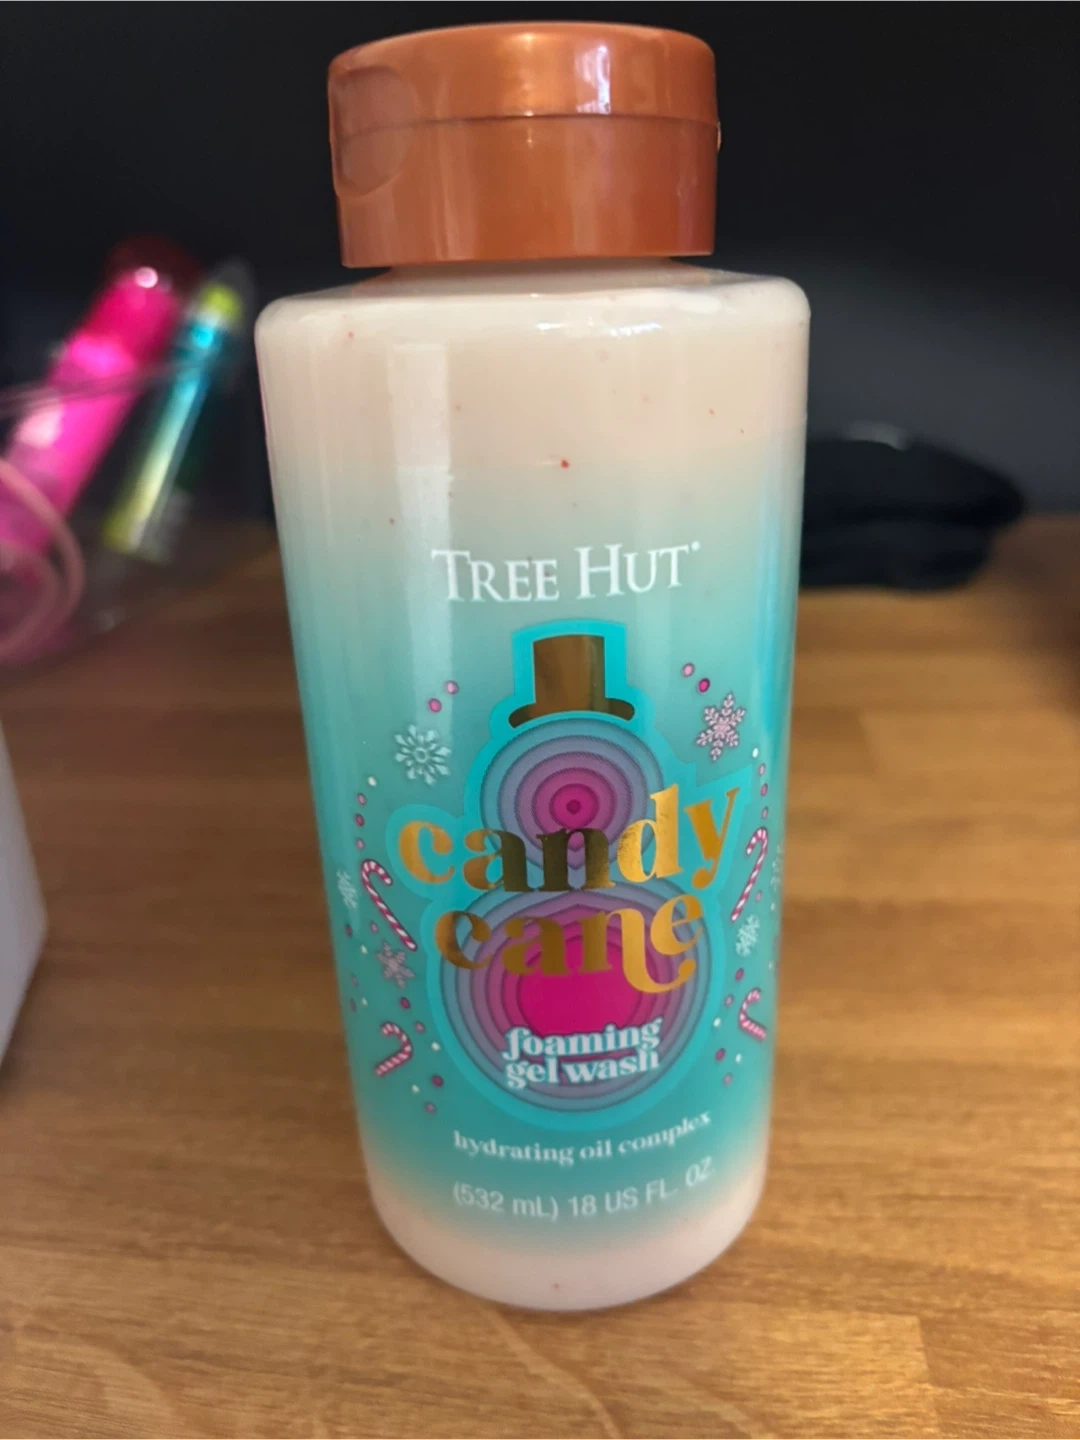 TREE HUT®
candy
cane
foaming
gel wash
hydrating oil complex
(532 mL) 18 US FL. OZ.